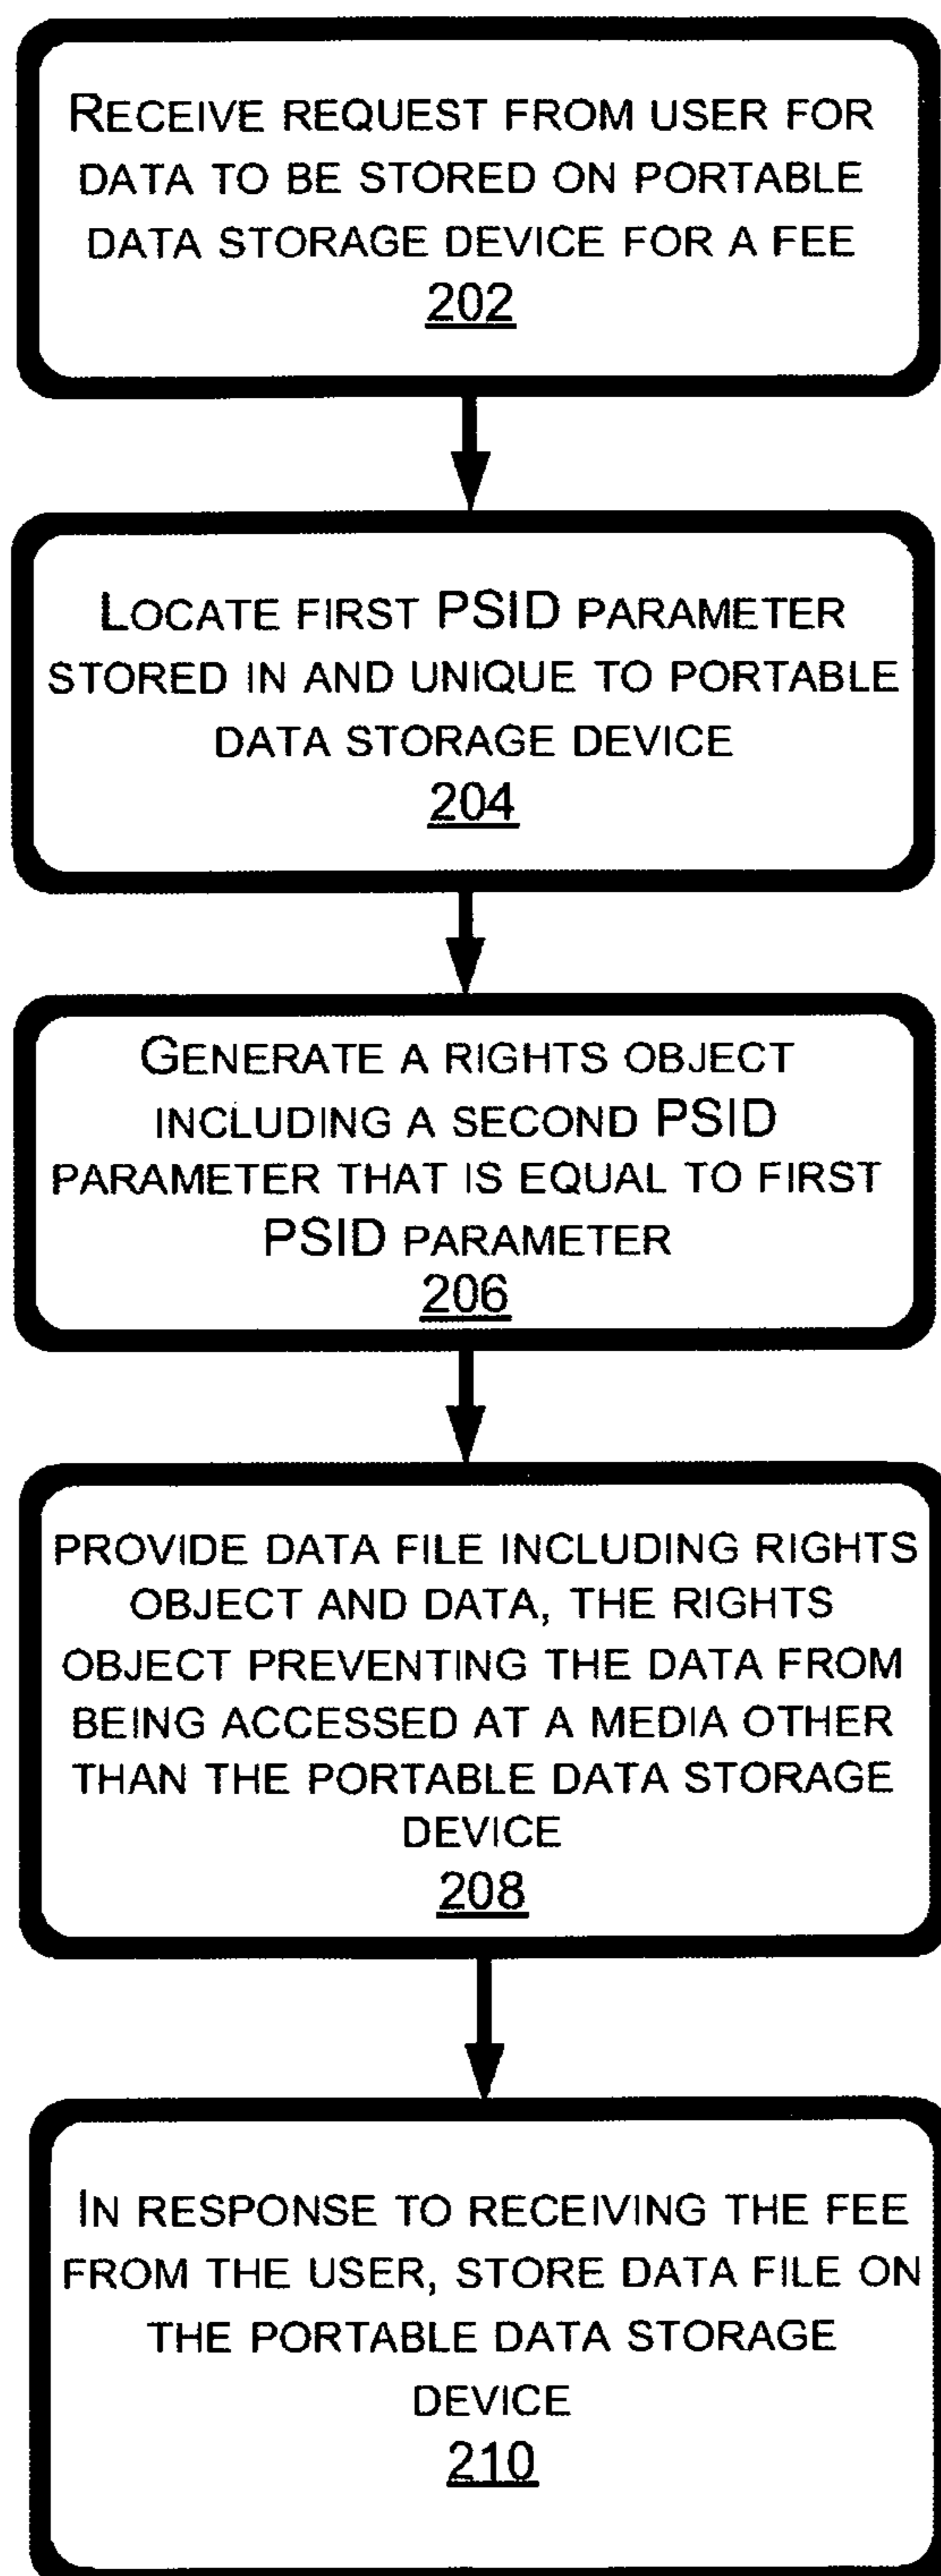 RECEIVE REQUEST FROM USER FOR
DATA TO BE STORED ON PORTABLE
DATA STORAGE DEVICE FOR A FEE
202
LOCATE FIRST PSID PARAMETER
STORED IN AND UNIQUE TO PORTABLE
DATA STORAGE DEVICE
204
GENERATE A RIGHTS OBJECT
INCLUDING A SECOND PSID
PARAMETER THAT IS EQUAL TO FIRST
PSID PARAMETER
206
PROVIDE DATA FILE INCLUDING RIGHTS
OBJECT AND DATA, THE RIGHTS
OBJECT PREVENTING THE DATA FROM
BEING ACCESSED AT A MEDIA OTHER
THAN THE PORTABLE DATA STORAGE
DEVICE
208
IN RESPONSE TO RECEIVING THE FEE
FROM THE USER, STORE DATA FILE ON
THE PORTABLE DATA STORAGE
DEVICE
210